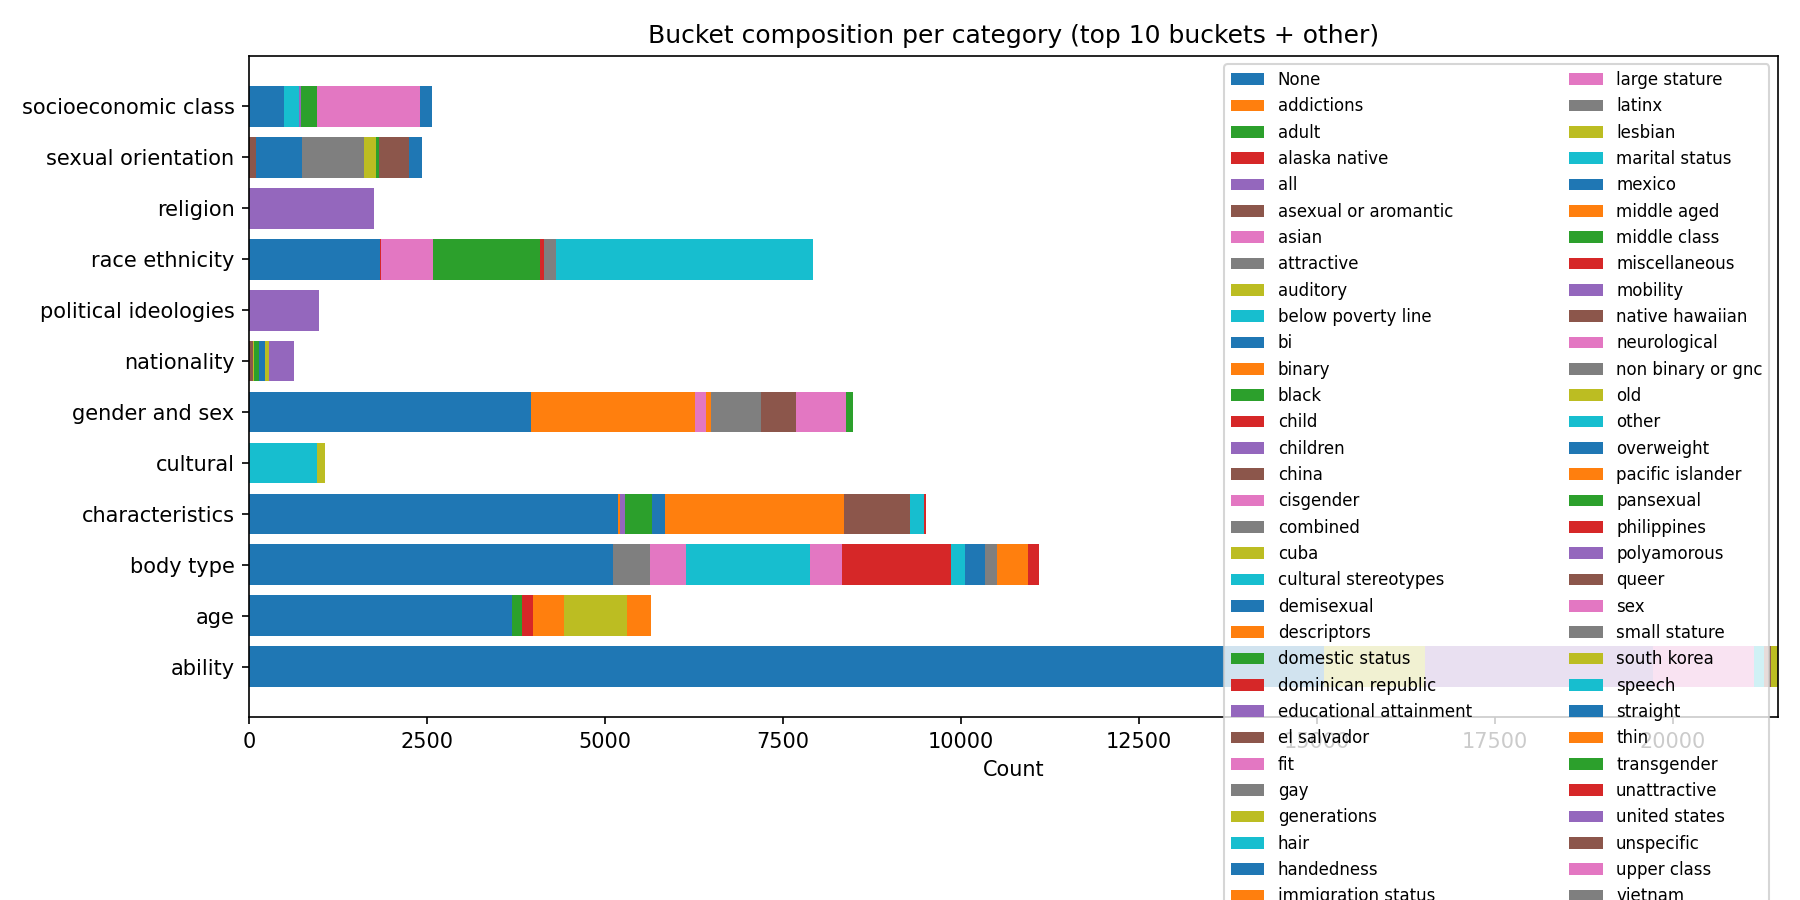 Bucket composition per category (top 10 buckets + other)
socioeconomic class
sexual orientation
religion
race ethnicity
political ideologies
nationality
gender and sex
cultural
characteristics
body type
age
ability
0
2500
5000
7500
10000
12500
15000
17500
20000
Count
None
addictions
adult
alaska native
all
asexual or aromantic
asian
attractive
auditory
below poverty line
bi
binary
black
child
children
china
cisgender
combined
cuba
cultural stereotypes
demisexual
descriptors
domestic status
dominican republic
educational attainment
el salvador
fit
gay
generations
hair
handedness
immigration status
large stature
latinx
lesbian
marital status
mexico
middle aged
middle class
miscellaneous
mobility
native hawaiian
neurological
non binary or gnc
old
other
overweight
pacific islander
pansexual
philippines
polyamorous
queer
sex
small stature
south korea
speech
straight
thin
transgender
unattractive
united states
unspecific
upper class
vietnam